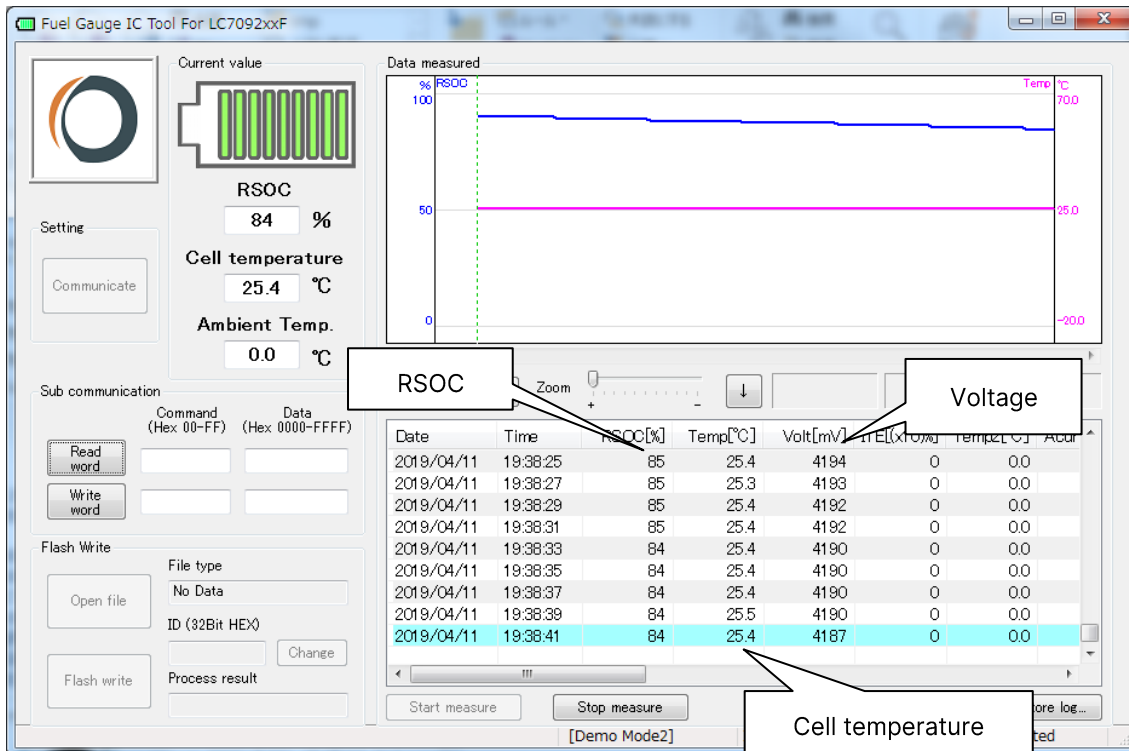 Fuel Gauge IC Tool For LC7092xxF
Current value
RSOC
84 %
Cell temperature
25.4 ℃
Ambient Temp.
0.0 ℃
Setting
Communicate
Data measured
% RSOC Temp ℃
100 70.0
50 25.0
0 -20.0
RSOC
Zoom
+ -
↓
Voltage
Sub communication
Command Data
(Hex 00-FF) (Hex 0000-FFFF)
Read
word
Write
word
Date Time RSOC[%] Temp[℃] Volt[mV] ITE[(x10)%] Temp2[℃]
2019/04/11 19:38:25 85 25.4 4194 0 0.0
2019/04/11 19:38:27 85 25.3 4193 0 0.0
2019/04/11 19:38:29 85 25.4 4192 0 0.0
2019/04/11 19:38:31 85 25.4 4192 0 0.0
2019/04/11 19:38:33 84 25.4 4190 0 0.0
2019/04/11 19:38:35 84 25.4 4190 0 0.0
2019/04/11 19:38:37 84 25.4 4190 0 0.0
2019/04/11 19:38:39 84 25.5 4190 0 0.0
2019/04/11 19:38:41 84 25.4 4187 0 0.0
Flash Write
Open file
File type
No Data
ID (32Bit HEX)
Change
Flash write
Process result
Start measure
Stop measure
ore log...
Cell temperature
[Demo Mode2]
ted